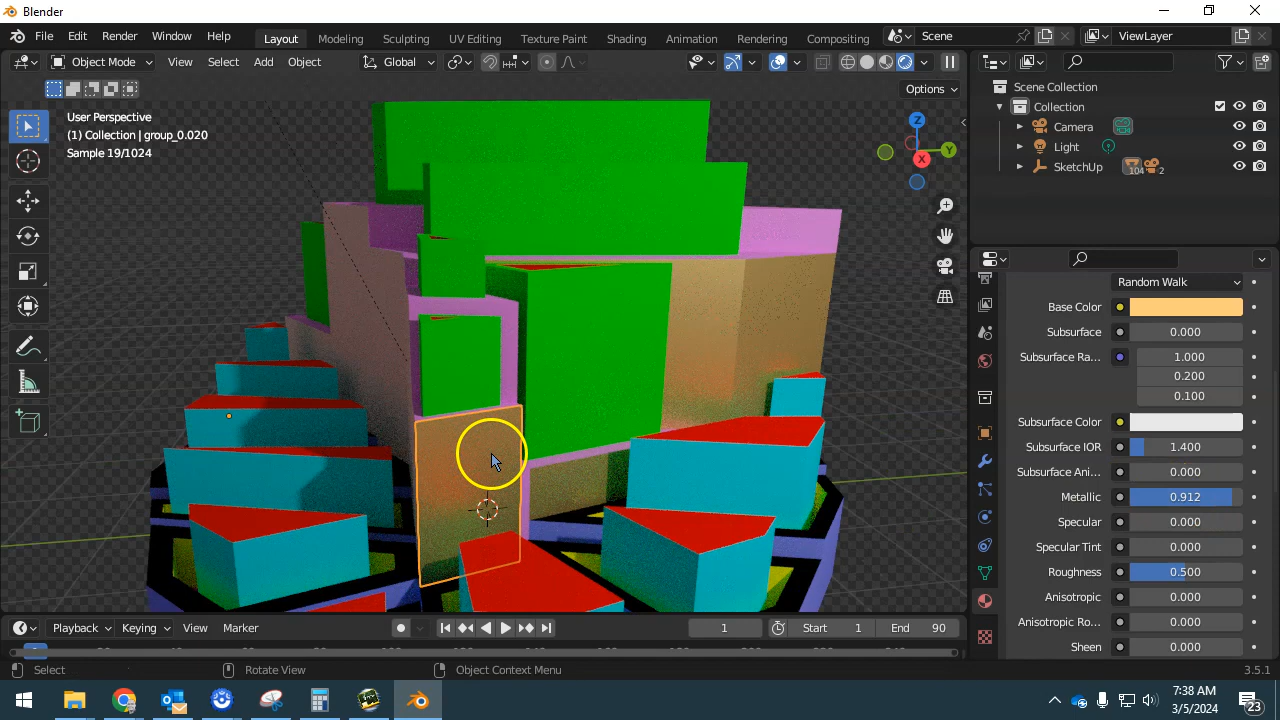 Blender
File Edit Render Window Help
Layout Modeling Sculpting UV Editing Texture Paint Shading Animation Rendering Compositing
Scene
ViewLayer
Object Mode View Select Add Object
Global
Options
User Perspective
(1) Collection | group_0.020
Sample 19/1024
Z
Y
X
Scene Collection
Collection
Camera
Light
SketchUp 104 2
Random Walk
Base Color
Subsurface 0.000
Subsurface Ra... 1.000
0.200
0.100
Subsurface Color
Subsurface IOR 1.400
Subsurface Ani... 0.000
Metallic 0.912
Specular 0.000
Specular Tint 0.000
Roughness 0.500
Anisotropic 0.000
Anisotropic Ro... 0.000
Sheen 0.000
Playback Keying View Marker
1
Start 1
End 90
Select
Rotate View
Object Context Menu
3.5.1
7:38 AM
3/5/2024
23